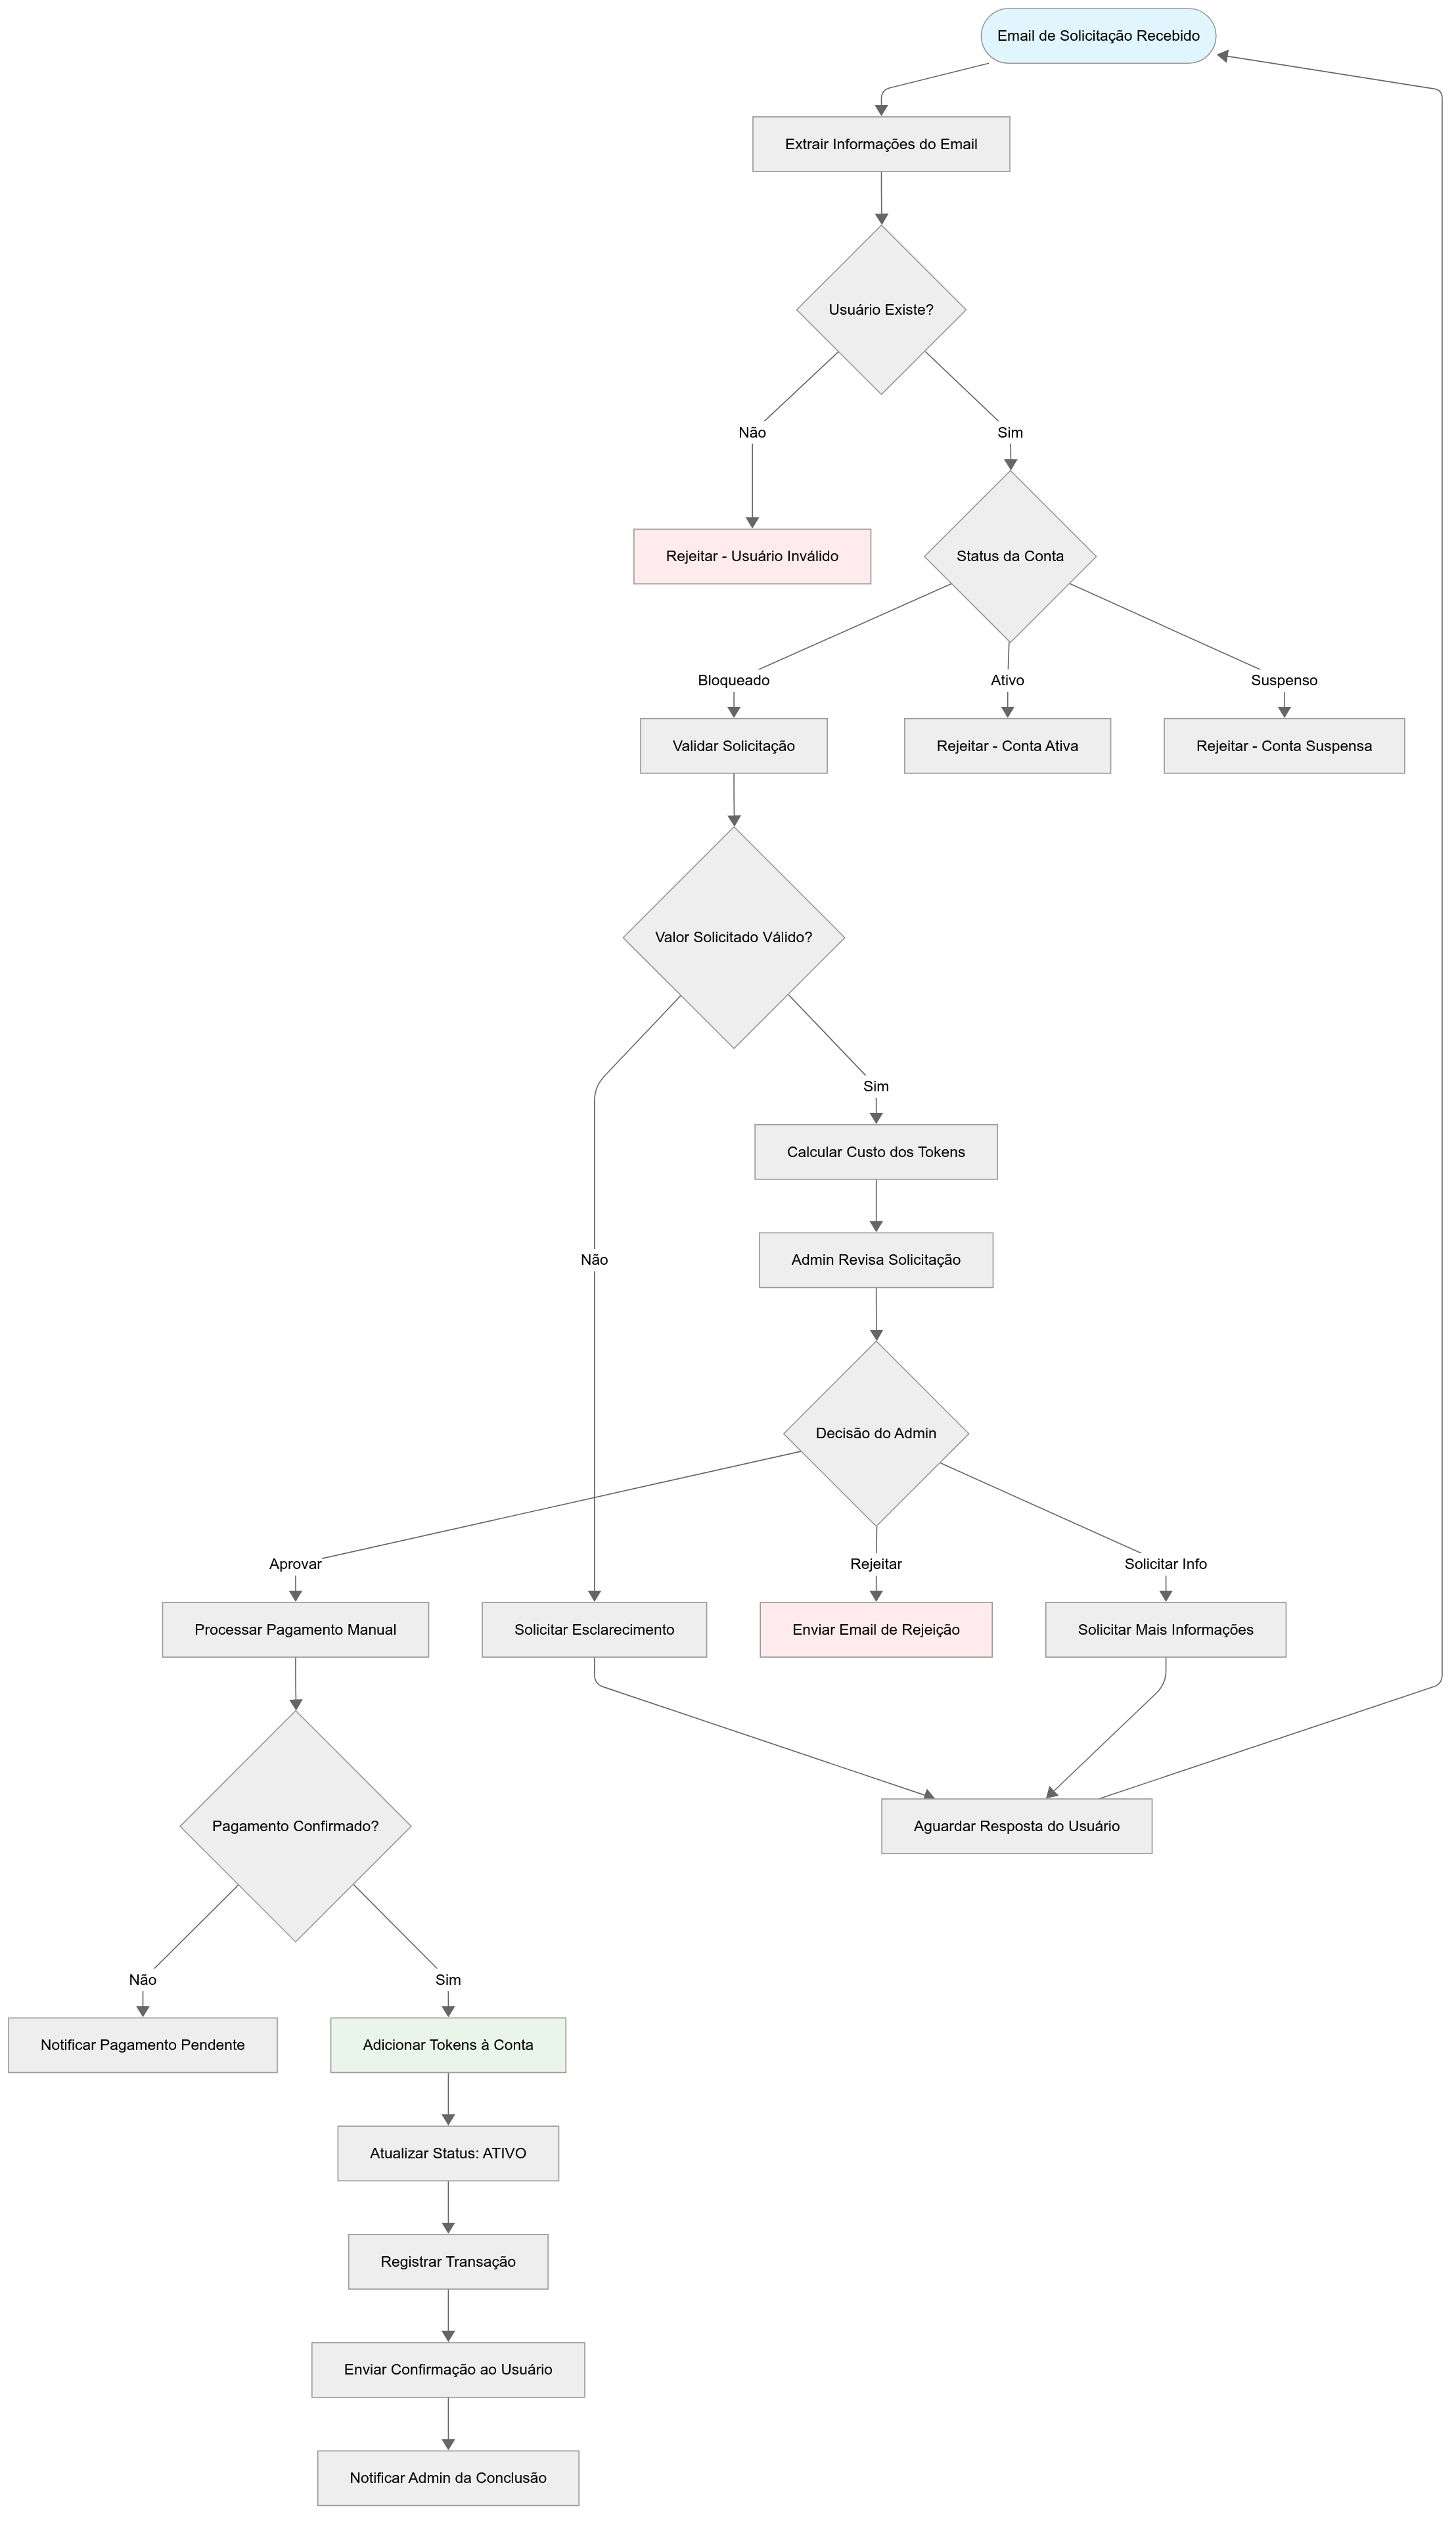 Email de Solicitação Recebido
Extrair Informações do Email
Usuário Existe?
Não
Sim
Rejeitar - Usuário Inválido
Status da Conta
Bloqueado
Ativo
Suspenso
Validar Solicitação
Rejeitar - Conta Ativa
Rejeitar - Conta Suspensa
Valor Solicitado Válido?
Sim
Calcular Custo dos Tokens
Não
Admin Revisa Solicitação
Decisão do Admin
Aprovar
Rejeitar
Solicitar Info
Processar Pagamento Manual
Solicitar Esclarecimento
Enviar Email de Rejeição
Solicitar Mais Informações
Pagamento Confirmado?
Aguardar Resposta do Usuário
Não
Sim
Notificar Pagamento Pendente
Adicionar Tokens à Conta
Atualizar Status: ATIVO
Registrar Transação
Enviar Confirmação ao Usuário
Notificar Admin da Conclusão